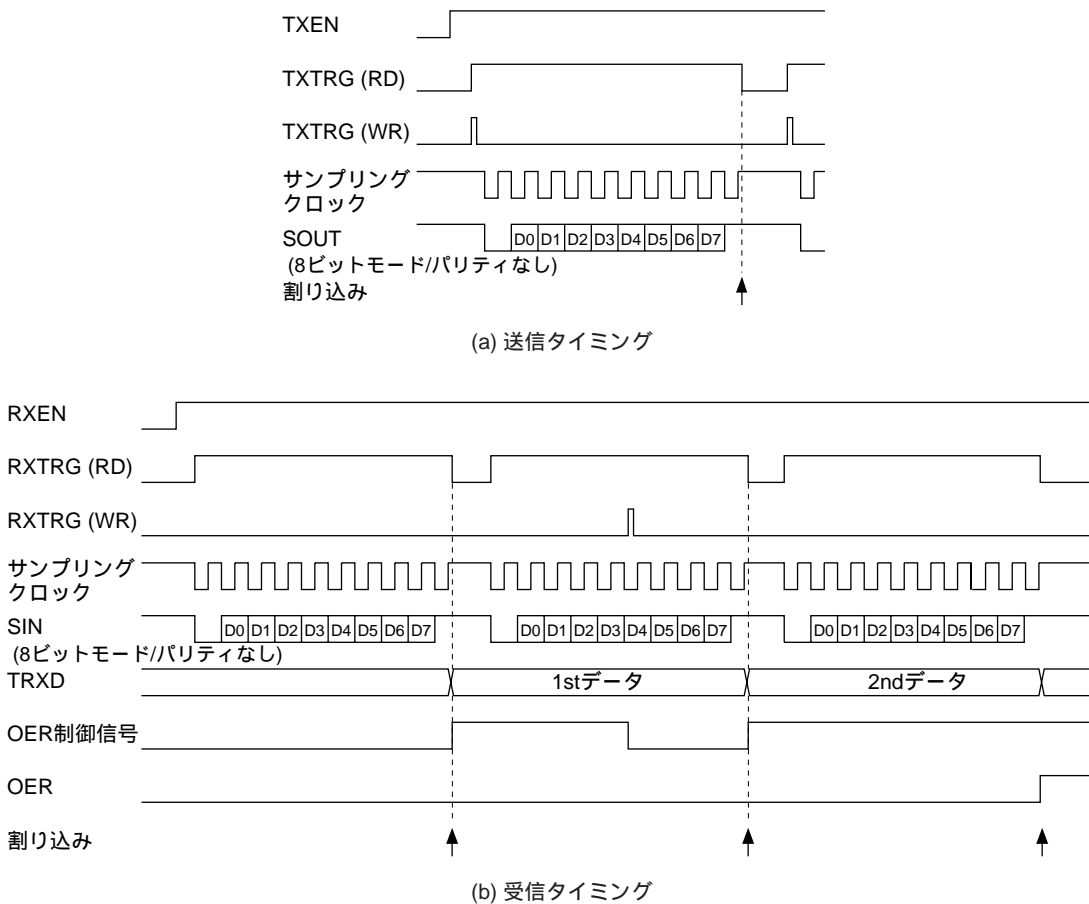 TXEN
TXTRG (RD)
TXTRG (WR)
サンプリング
クロック
SOUT
D0 D1 D2 D3 D4 D5 D6 D7
(8ビットモード/パリティなし)
割り込み
(a) 送信タイミング
RXEN
RXTRG (RD)
RXTRG (WR)
サンプリング
クロック
SIN
D0 D1 D2 D3 D4 D5 D6 D7 D0 D1 D2 D3 D4 D5 D6 D7 D0 D1 D2 D3 D4 D5 D6 D7
(8ビットモード/パリティなし)
TRXD 1stデータ 2ndデータ
OER制御信号
OER
割り込み
(b) 受信タイミング